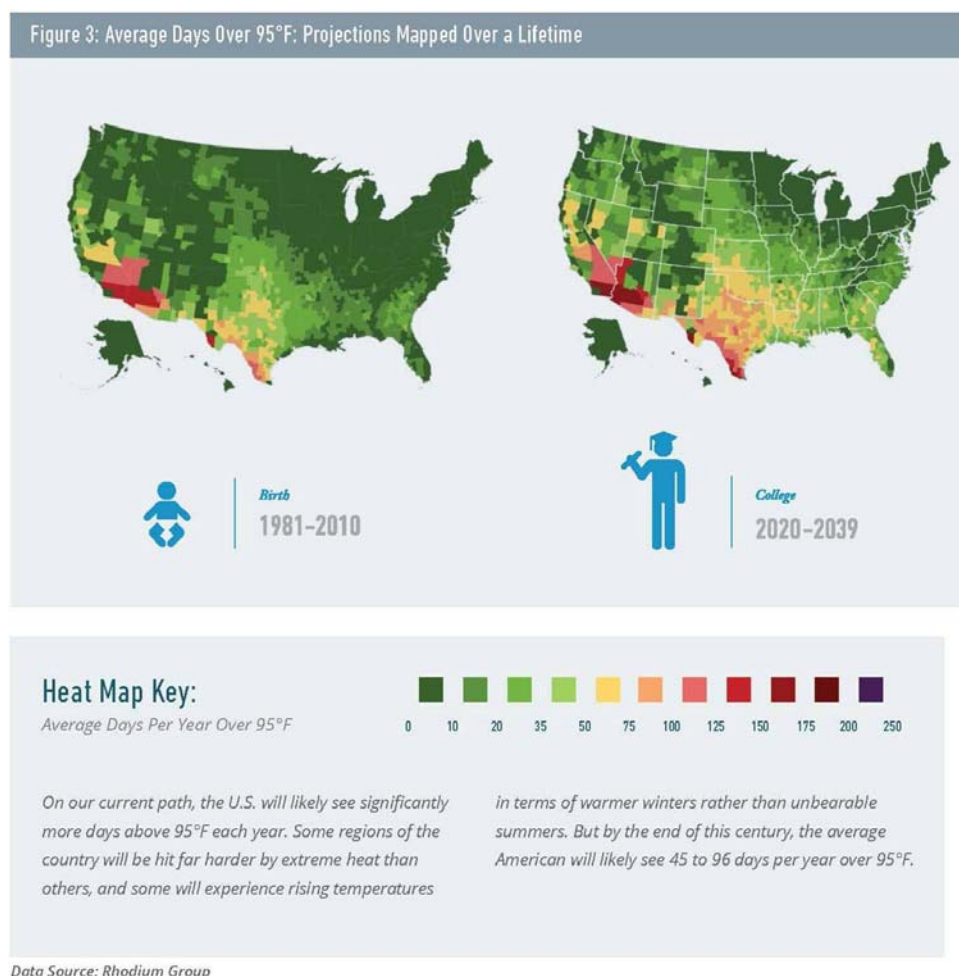 Figure 3: Average Days Over 95°F: Projections Mapped Over a Lifetime
Birth
1981-2010
College
2020-2039
Heat Map Key:
Average Days Per Year Over 95°F
0 10 20 35 50 75 100 125 150 175 200 250
On our current path, the U.S. will likely see significantly
more days above 95°F each year. Some regions of the
country will be hit far harder by extreme heat than
others, and some will experience rising temperatures
in terms of warmer winters rather than unbearable
summers. But by the end of this century, the average
American will likely see 45 to 96 days per year over 95°F.
Data Source: Rhodium Group